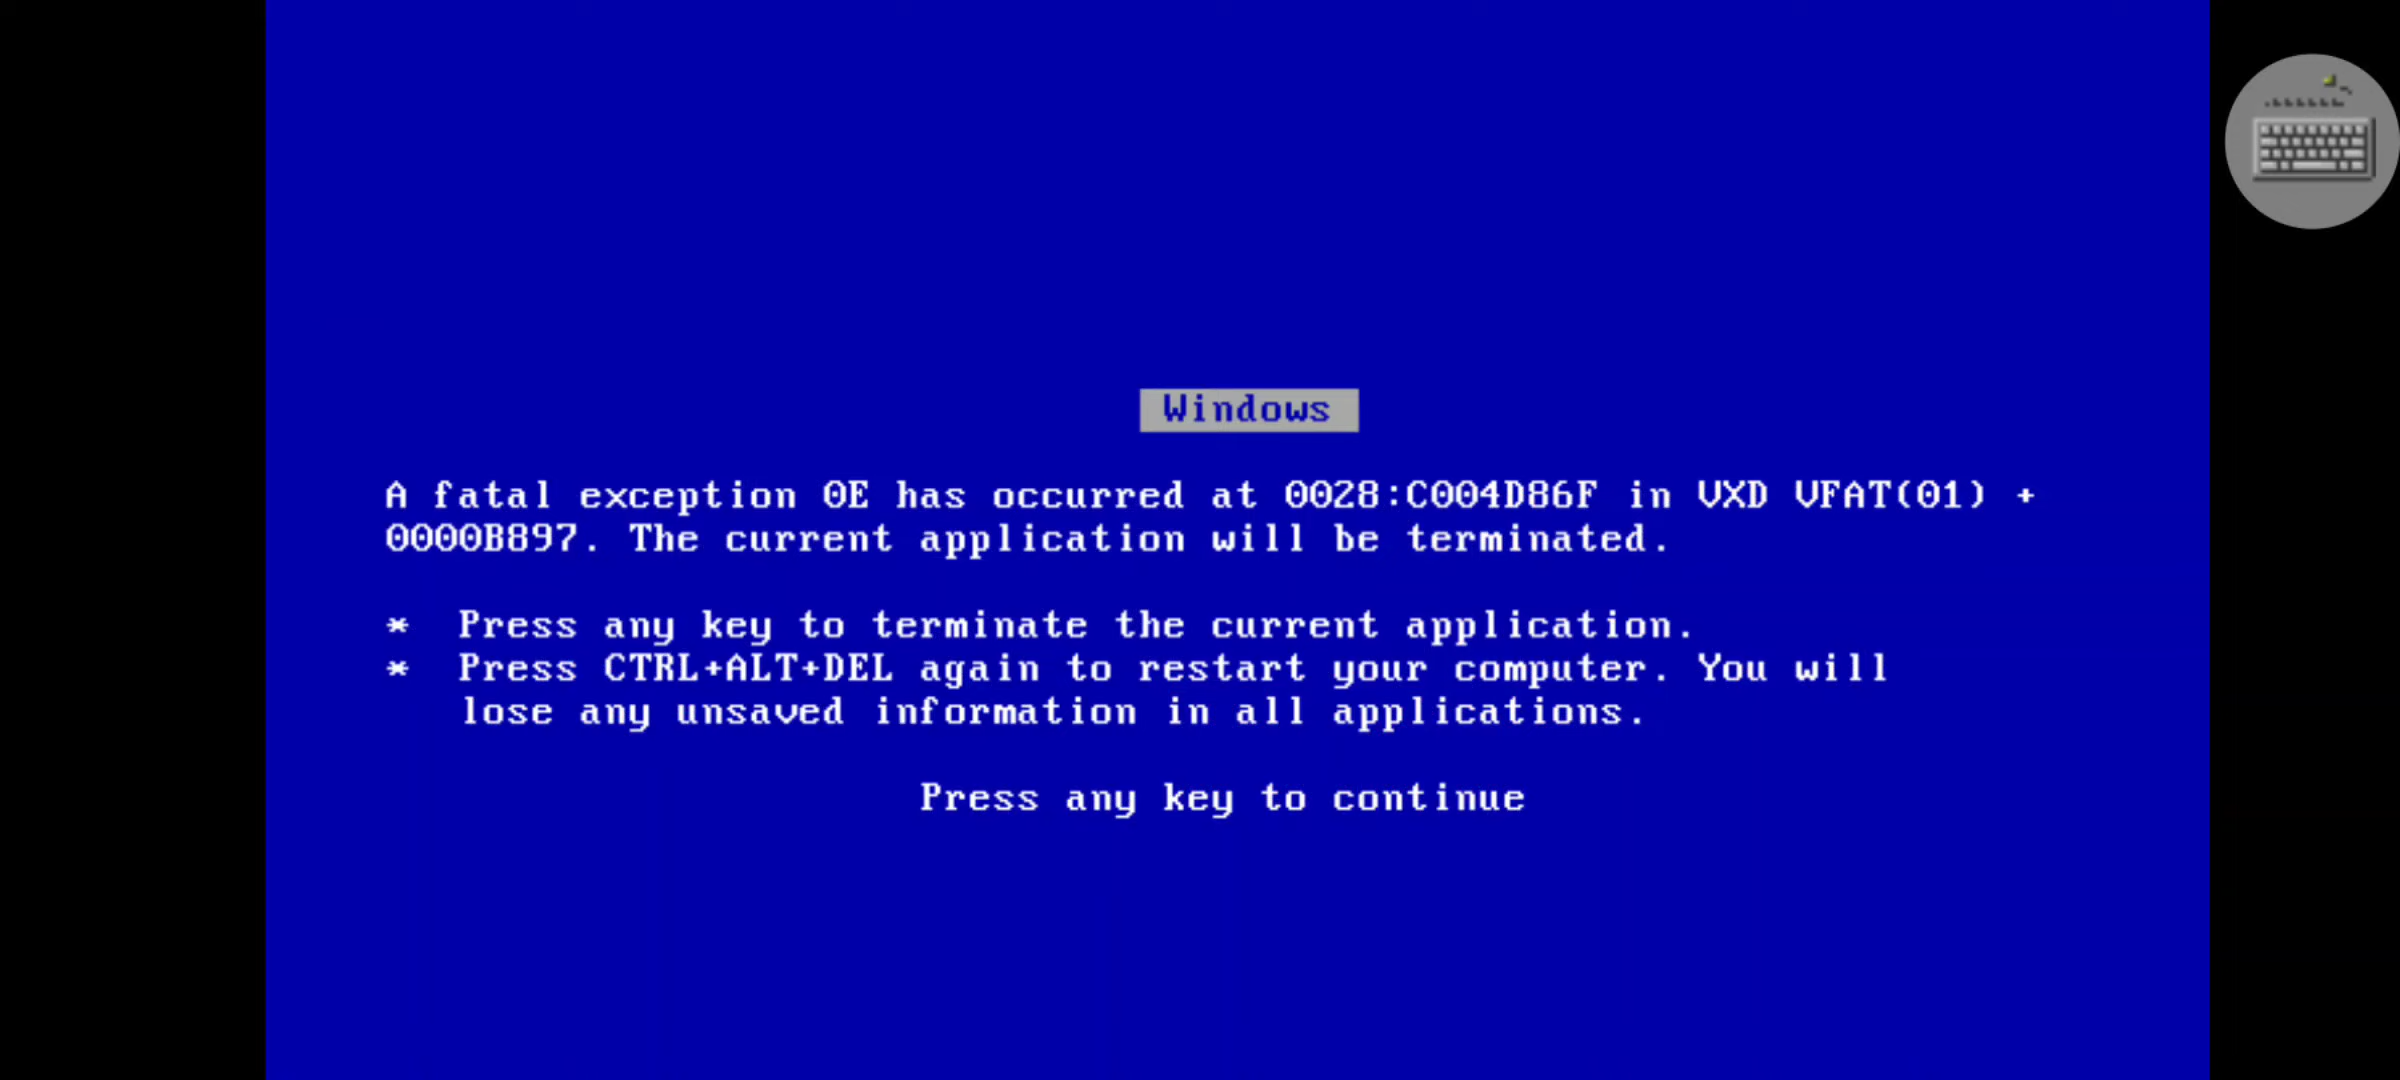 Windows
A fatal exception 0E has occurred at 0028:C004D86F in VXD VFAT(01) +
0000B897. The current application will be terminated.
* Press any key to terminate the current application.
* Press CTRL+ALT+DEL again to restart your computer. You will
lose any unsaved information in all applications.
Press any key to continue